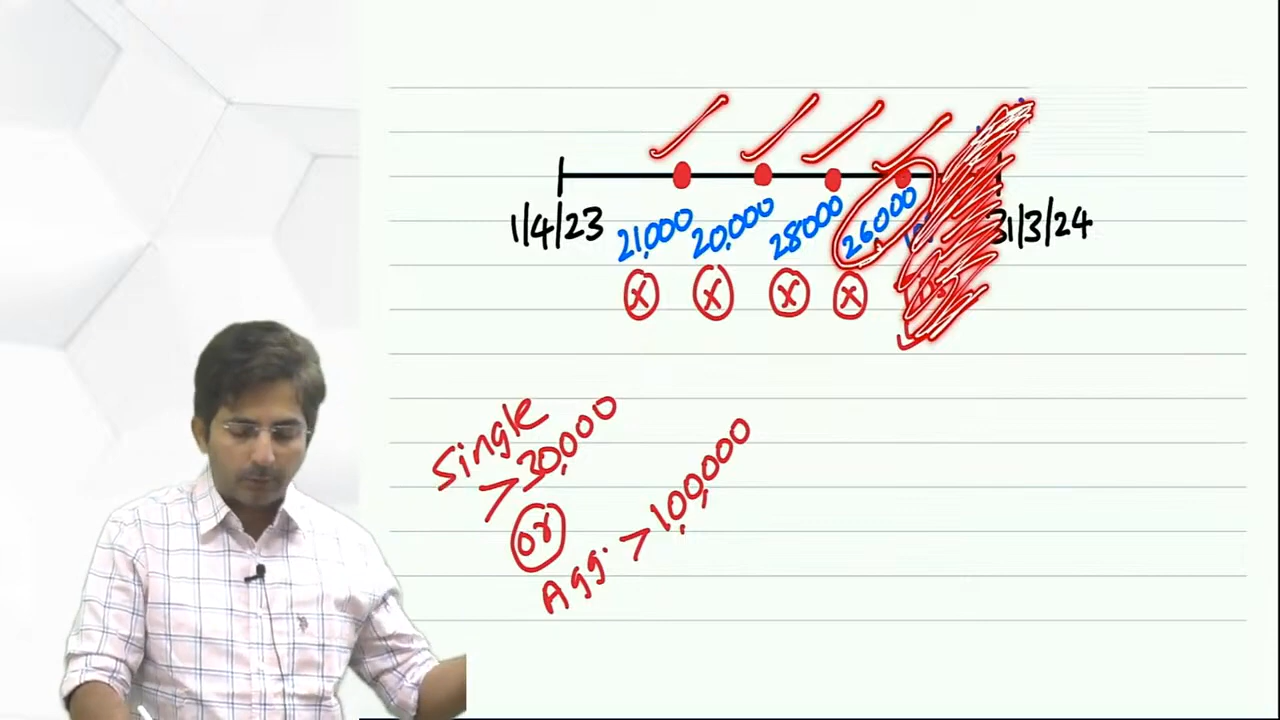 1/4/23
31/3/24
21,000 20,000 28000 26000
X X X X
Single
>30,000
or
Agg. > 1,00,000